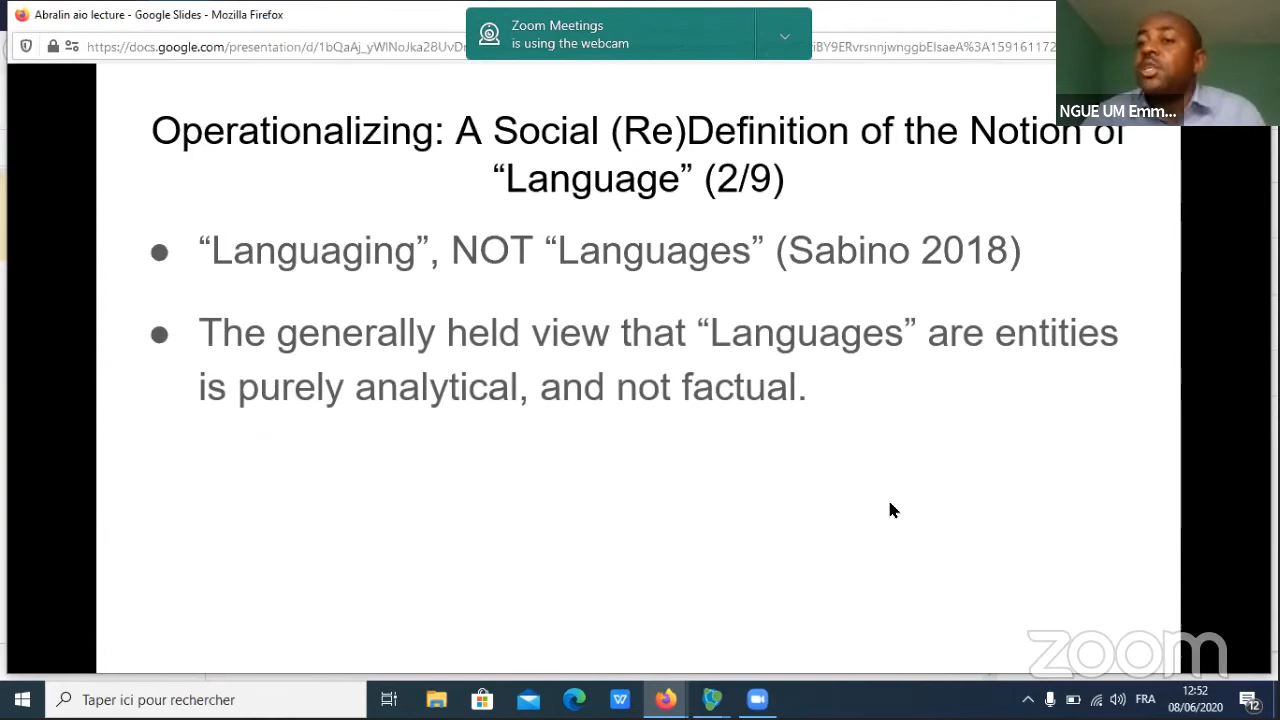 Abralin aio lecture - Google Slides - Mozilla Firefox
Zoom Meetings
is using the webcam
NGUE UM Emm...
Operationalizing: A Social (Re)Definition of the Notion of
“Language” (2/9)
● “Languaging”, NOT “Languages” (Sabino 2018)
● The generally held view that “Languages” are entities
is purely analytical, and not factual.
zoom
Taper ici pour rechercher
FRA
12:52
08/06/2020
12